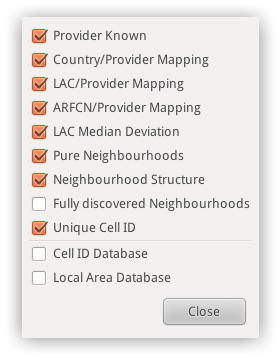 Provider Known
Country/Provider Mapping
LAC/Provider Mapping
ARFCN/Provider Mapping
LAC Median Deviation
Pure Neighbourhoods
Neighbourhood Structure
Fully discovered Neighbourhoods
Unique Cell ID
Cell ID Database
Local Area Database
Close